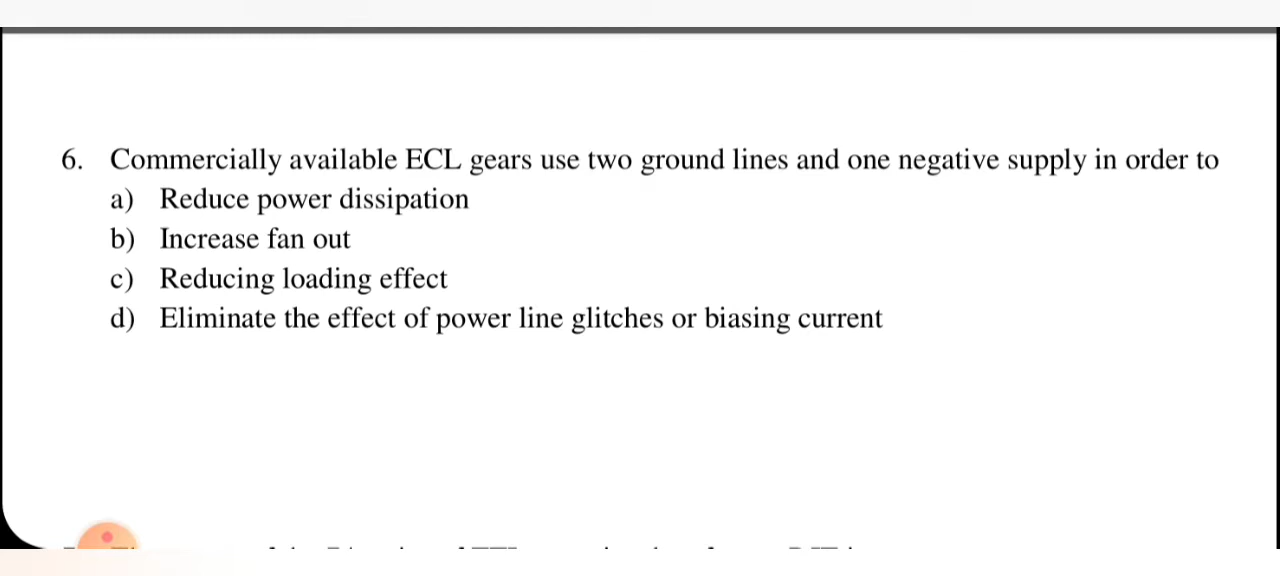 6. Commercially available ECL gears use two ground lines and one negative supply in order to
a) Reduce power dissipation
b) Increase fan out
c) Reducing loading effect
d) Eliminate the effect of power line glitches or biasing current